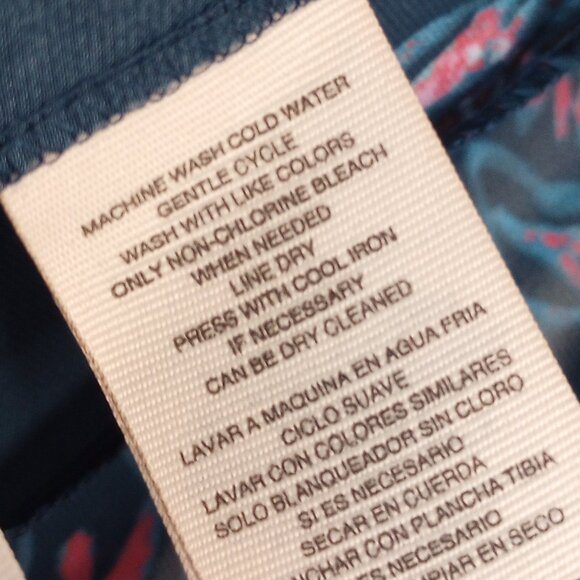 MACHINE WASH COLD WATER
GENTLE CYCLE
WASH WITH LIKE COLORS
ONLY NON-CHLORINE BLEACH
WHEN NEEDED
LINE DRY
PRESS WITH COOL IRON
IF NECESSARY
CAN BE DRY CLEANED
LAVAR A MAQUINA EN AGUA FRIA
CICLO SUAVE
LAVAR CON COLORES SIMILARES
SOLO BLANQUEADOR SIN CLORO
SI ES NECESARIO
SECAR EN CUERDA
CON PLANCHA TIBIA
ES NECESARIO
EN SECO